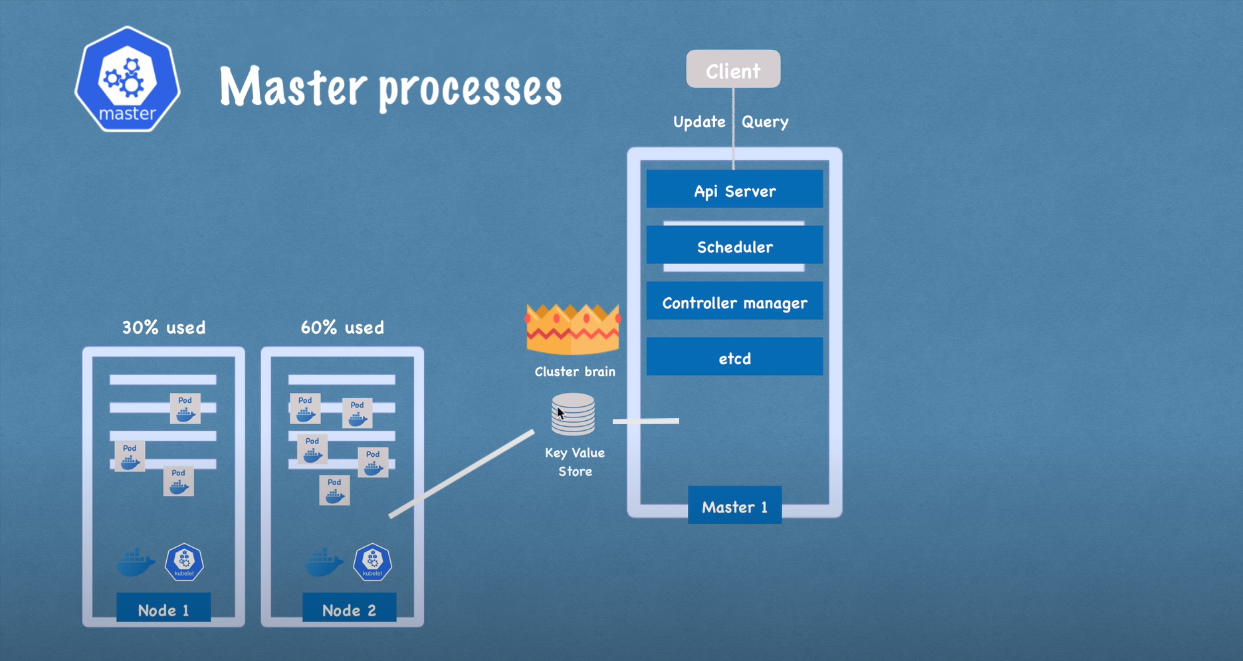 master
Master processes
Client
Update
Query
Api Server
Scheduler
Controller manager
etcd
Master 1
Cluster brain
Key Value
Store
30% used
60% used
Pod
Pod
Pod
Pod
Pod
Pod
Pod
Pod
kubelet
kubelet
Node 1
Node 2